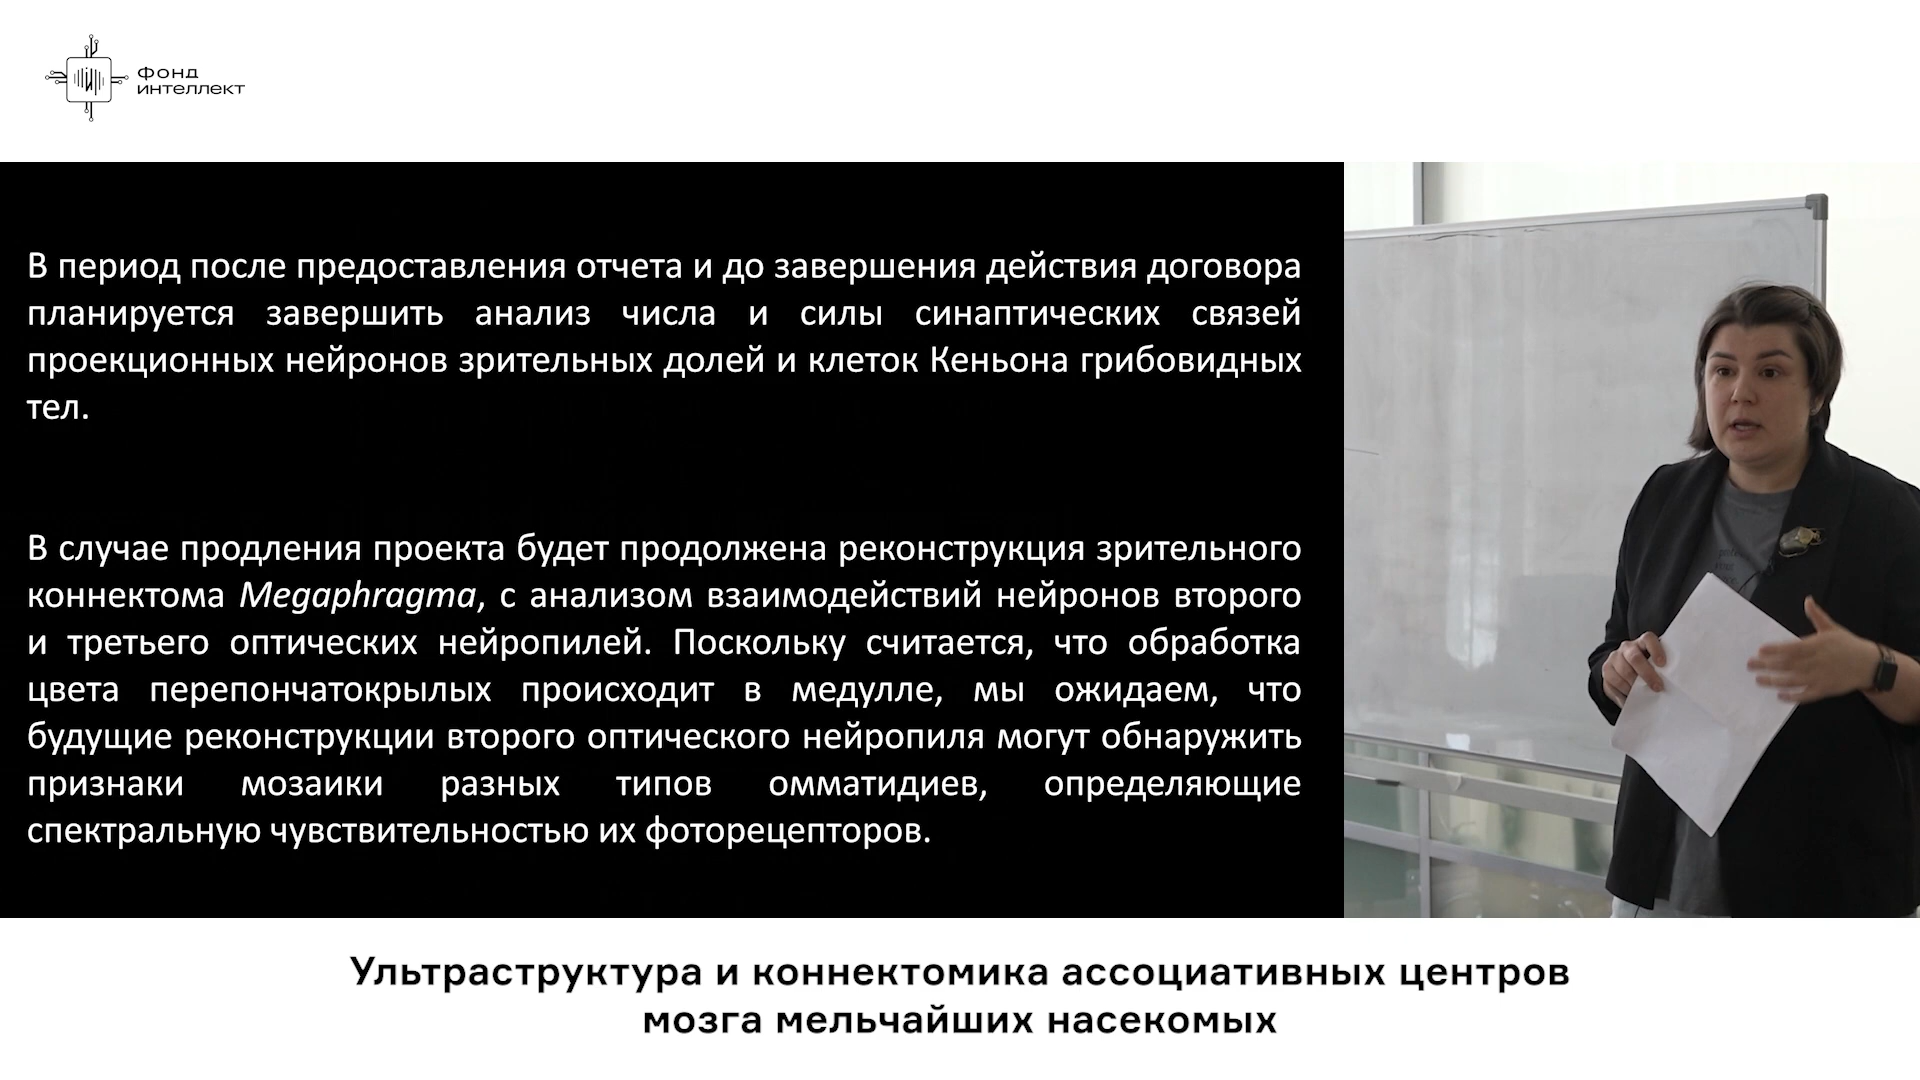 Фонд
интеллект
В период после предоставления отчета и до завершения действия договора
планируется завершить анализ числа и силы синаптических связей
проекционных нейронов зрительных долей и клеток Кеньона грибовидных
тел.
В случае продления проекта будет продолжена реконструкция зрительного
коннектома Megaphragma, с анализом взаимодействий нейронов второго
и третьего оптических нейропилей. Поскольку считается, что обработка
цвета перепончатокрылых происходит в медулле, мы ожидаем, что
будущие реконструкции второго оптического нейропиля могут обнаружить
признаки мозаики разных типов омматидиев, определяющие
спектральную чувствительностью их фоторецепторов.
Ультраструктура и коннектомика ассоциативных центров
мозга мельчайших насекомых